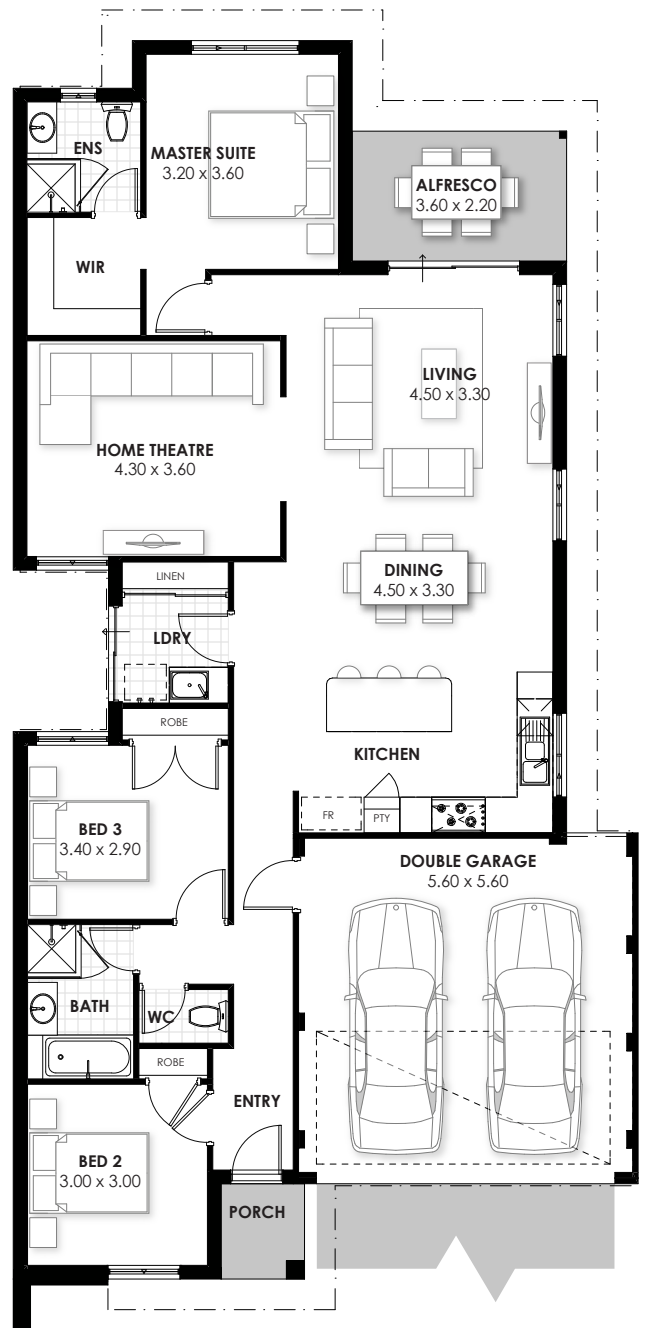 ENS
MASTER SUITE
3.20 x 3.60
ALFRESCO
3.60 x 2.20
WIR
LIVING
4.50 x 3.30
HOME THEATRE
4.30 x 3.60
DINING
4.50 x 3.30
LINEN
LDRY
ROBE
KITCHEN
FR
PTY
BED 3
3.40 x 2.90
DOUBLE GARAGE
5.60 x 5.60
BATH
WC
ROBE
ENTRY
BED 2
3.00 x 3.00
PORCH